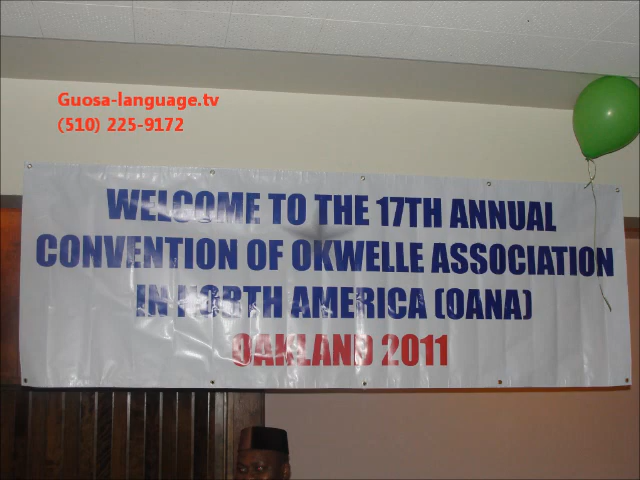 Guosa-language.tv
(510) 225-9172
WELCOME TO THE 17TH ANNUAL
CONVENTION OF OKWELLE ASSOCIATION
IN NORTH AMERICA (OANA)
OAKLAND 2011